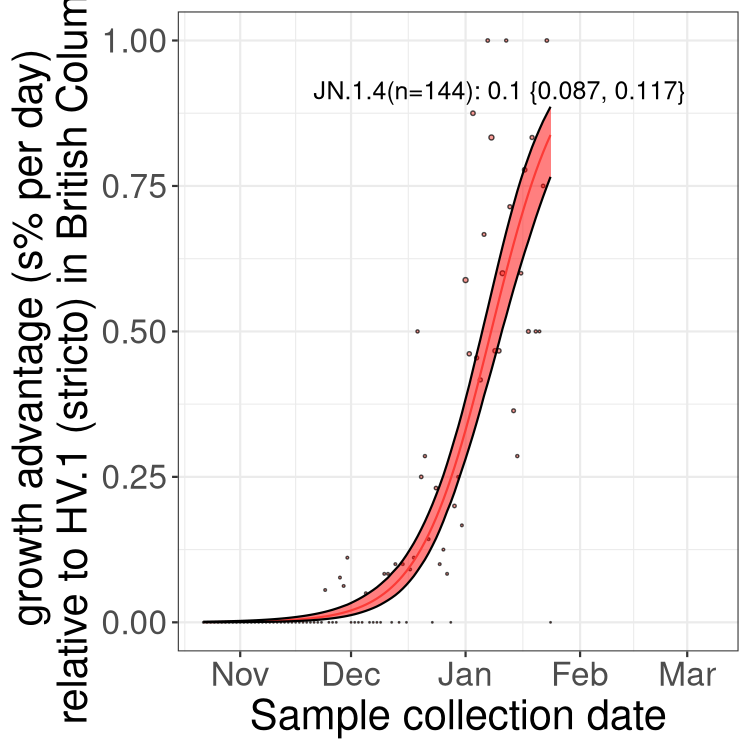 growth advantage (s% per day)
relative to HV.1 (stricto) in British Colum
1.00
0.75
0.50
0.25
0.00
JN.1.4(n=144): 0.1 {0.087, 0.117}
Nov Dec Jan Feb Mar
Sample collection date